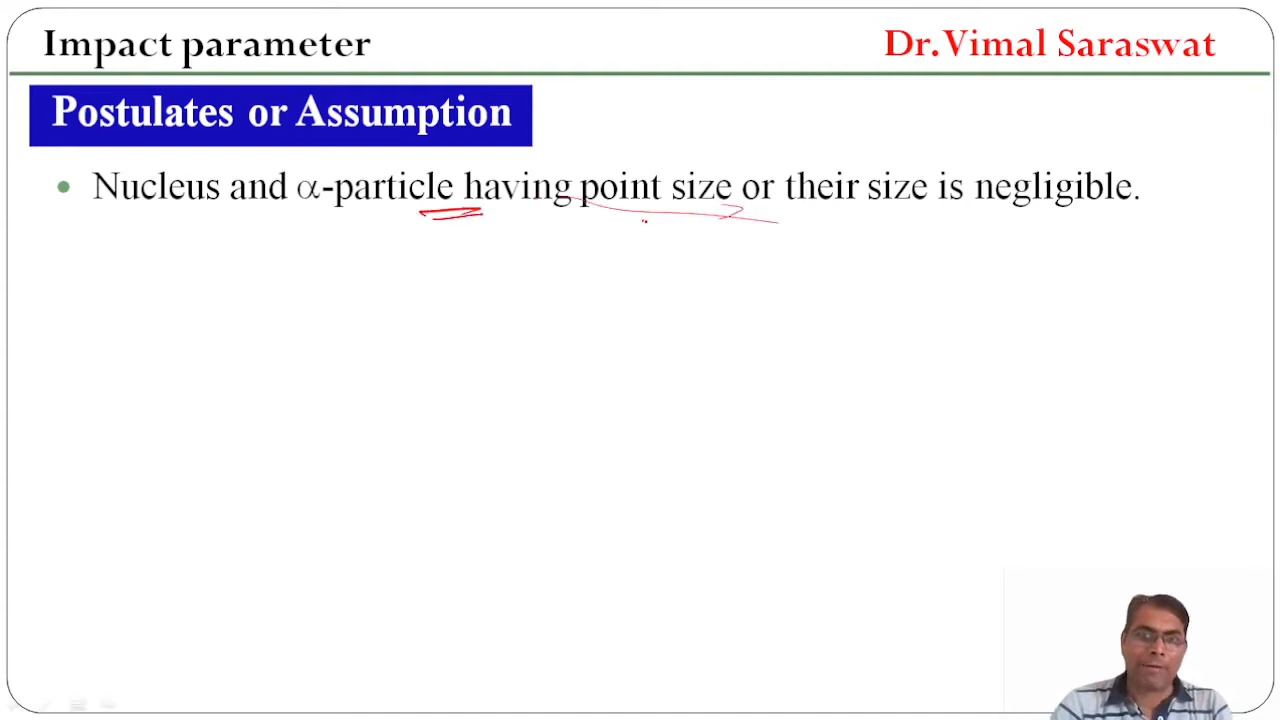 Impact parameter
Dr. Vimal Saraswat
Postulates or Assumption
• Nucleus and α-particle having point size or their size is negligible.